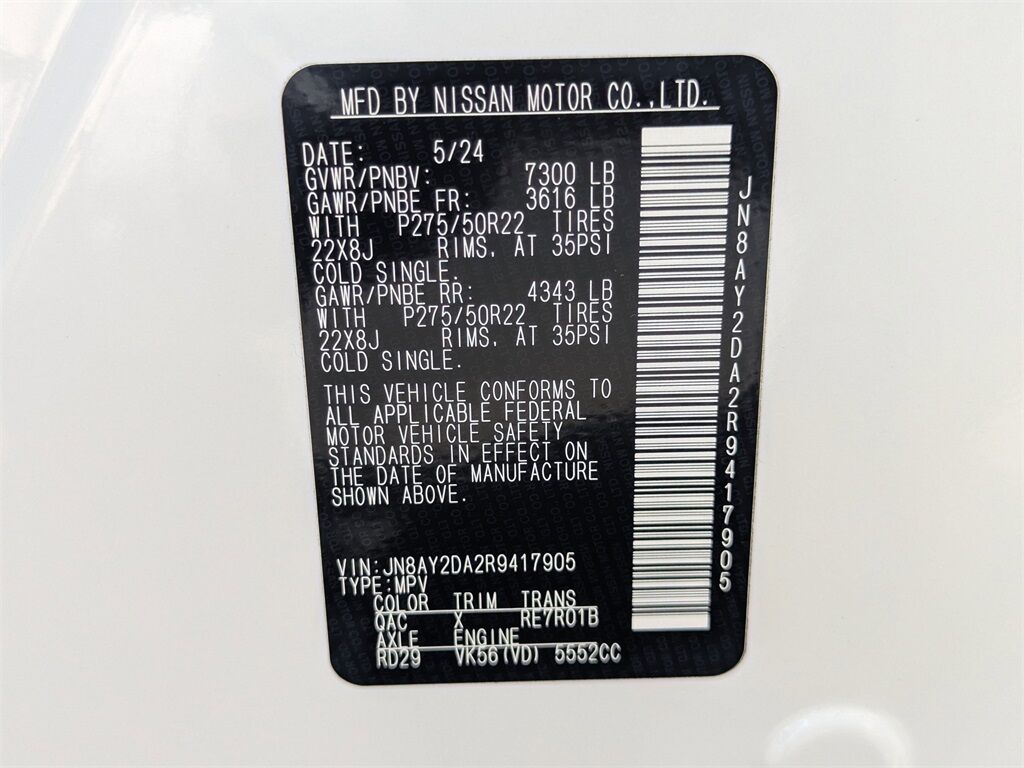 MFD BY NISSAN MOTOR CO.,LTD.
DATE: 5/24
GVWR/PNBV: 7300 LB
GAWR/PNBE FR: 3616 LB
WITH P275/50R22 TIRES
22X8J RIMS, AT 35PSI
COLD SINGLE.
GAWR/PNBE RR: 4343 LB
WITH P275/50R22 TIRES
22X8J RIMS, AT 35PSI
COLD SINGLE.
THIS VEHICLE CONFORMS TO
ALL APPLICABLE FEDERAL
MOTOR VEHICLE SAFETY
STANDARDS IN EFFECT ON
THE DATE OF MANUFACTURE
SHOWN ABOVE.
VIN:JN8AY2DA2R9417905
TYPE:MPV
COLOR TRIM TRANS
QAC X RE7R01B
AXLE ENGINE
RD29 VK56(VD) 5552CC
JN8AY2DA2R9417905